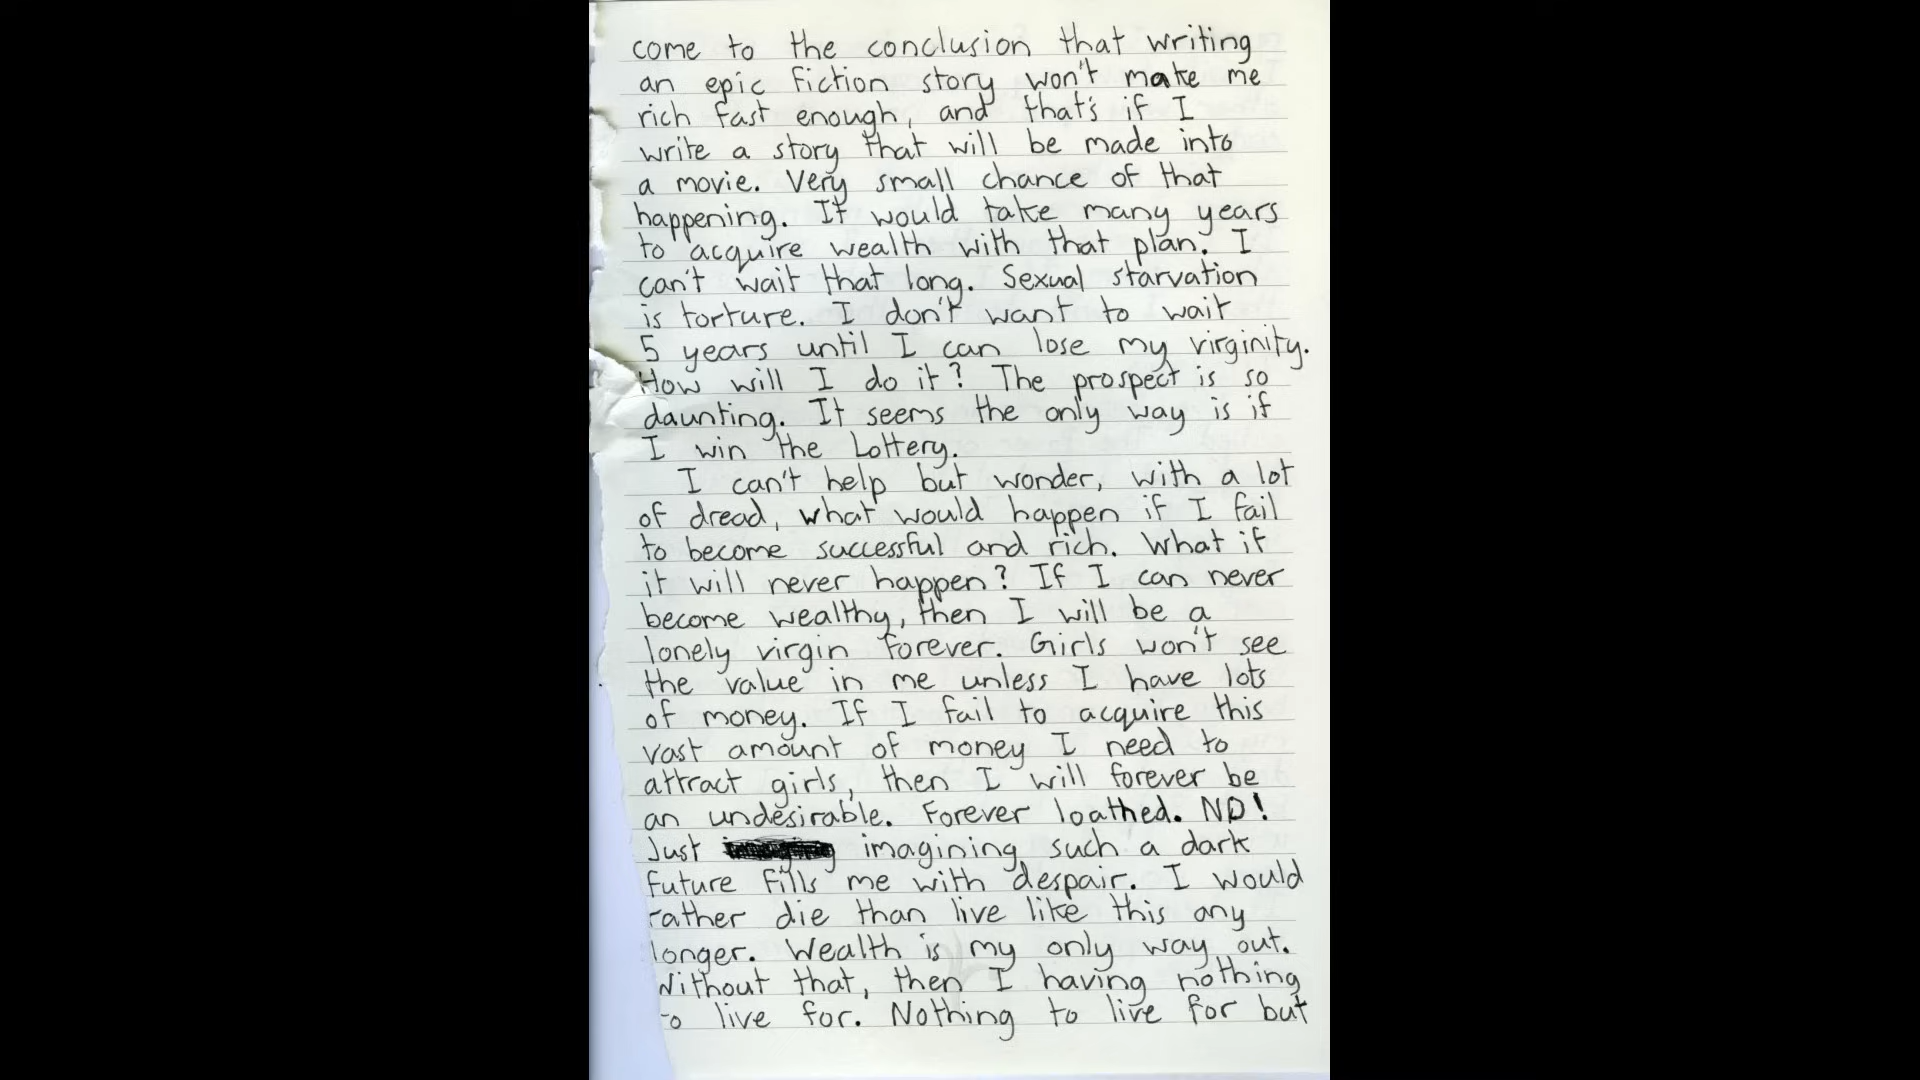 come to the conclusion that writing
an epic fiction story won't make me
rich fast enough, and that's if I
write a story that will be made into
a movie. Very small chance of that
happening. It would take many years
to acquire wealth with that plan. I
can't wait that long. Sexual starvation
is torture. I don't want to wait
5 years until I can lose my virginity.
How will I do it? The prospect is so
daunting. It seems the only way is if
I win the Lottery.
I can't help but wonder, with a lot
of dread, what would happen if I fail
to become successful and rich. What if
it will never happen? If I can never
become wealthy, then I will be a
lonely virgin forever. Girls won't see
the value in me unless I have lots
of money. If I fail to acquire this
vast amount of money I need to
attract girls, then I will forever be
an undesirable. Forever loathed. NO!
Just imagining such a dark
future fills me with despair. I would
rather die than live like this any
longer. Wealth is my only way out.
Without that, then I having nothing
to live for. Nothing to live for but